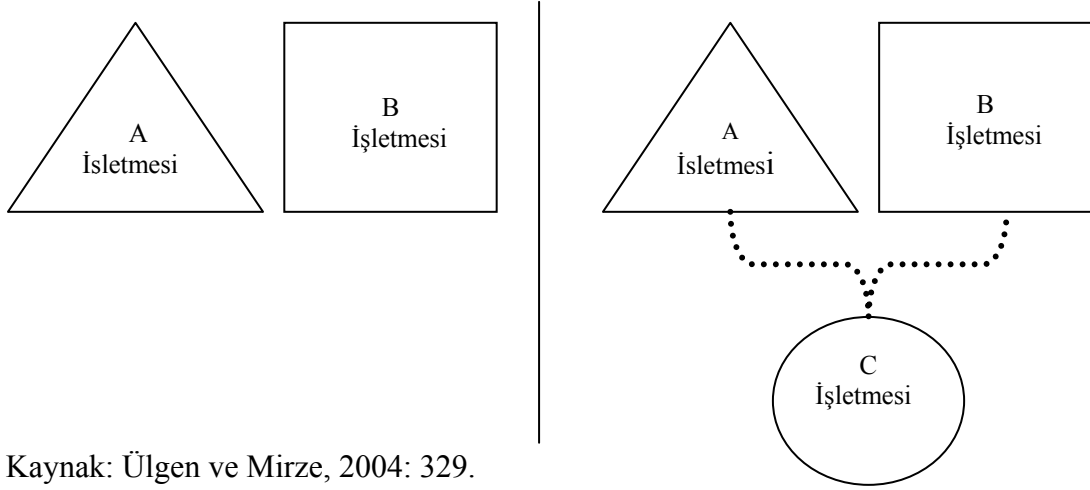 A
İsletmesi
B
İşletmesi
A
İsletmesi
B
İşletmesi
C
İşletmesi
Kaynak: Ülgen ve Mirze, 2004: 329.